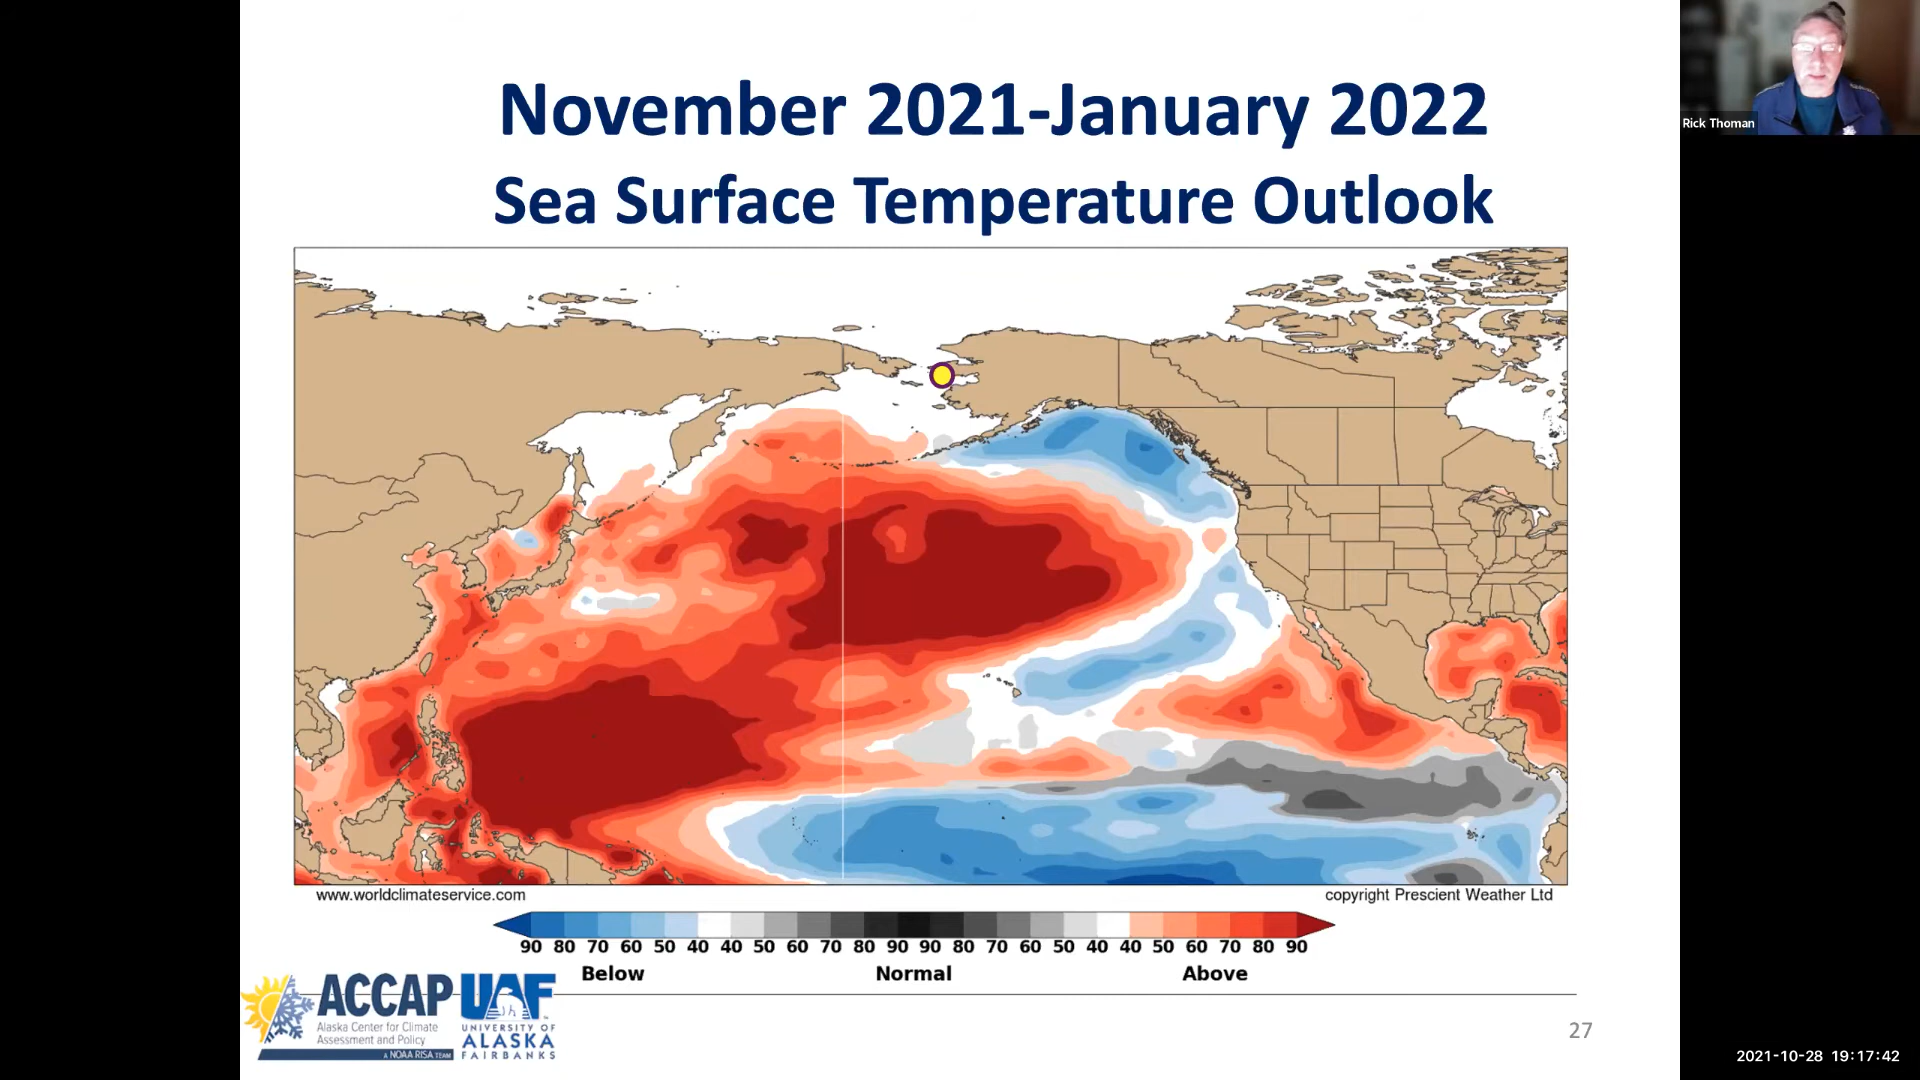 November 2021-January 2022
Sea Surface Temperature Outlook
Rick Thoman
www.worldclimateservice.com
copyright Prescient Weather Ltd
90 80 70 60 50 40 40 50 60 70 80 90 90 80 70 60 50 40 40 50 60 70 80 90
Below Normal Above
ACCAP
Alaska Center for Climate
Assessment and Policy
A NOAA RISA TEAM
UAF
UNIVERSITY OF
ALASKA
FAIRBANKS
27
2021-10-28 19:17:42